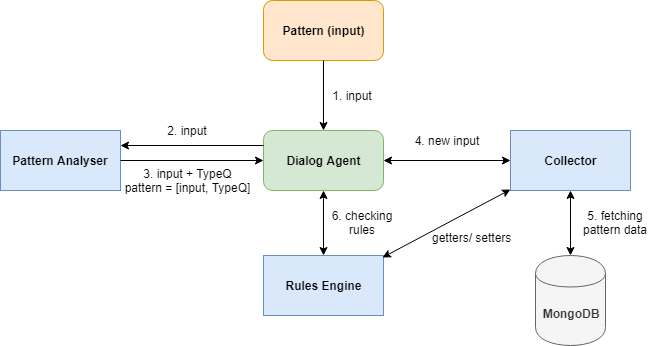 Pattern (input)
1. input
2. input
4. new input
Pattern Analyser
Dialog Agent
Collector
3. input + TypeQ
pattern = [input, TypeQ]
6. checking
rules
5. fetching
pattern data
getters/ setters
Rules Engine
MongoDB